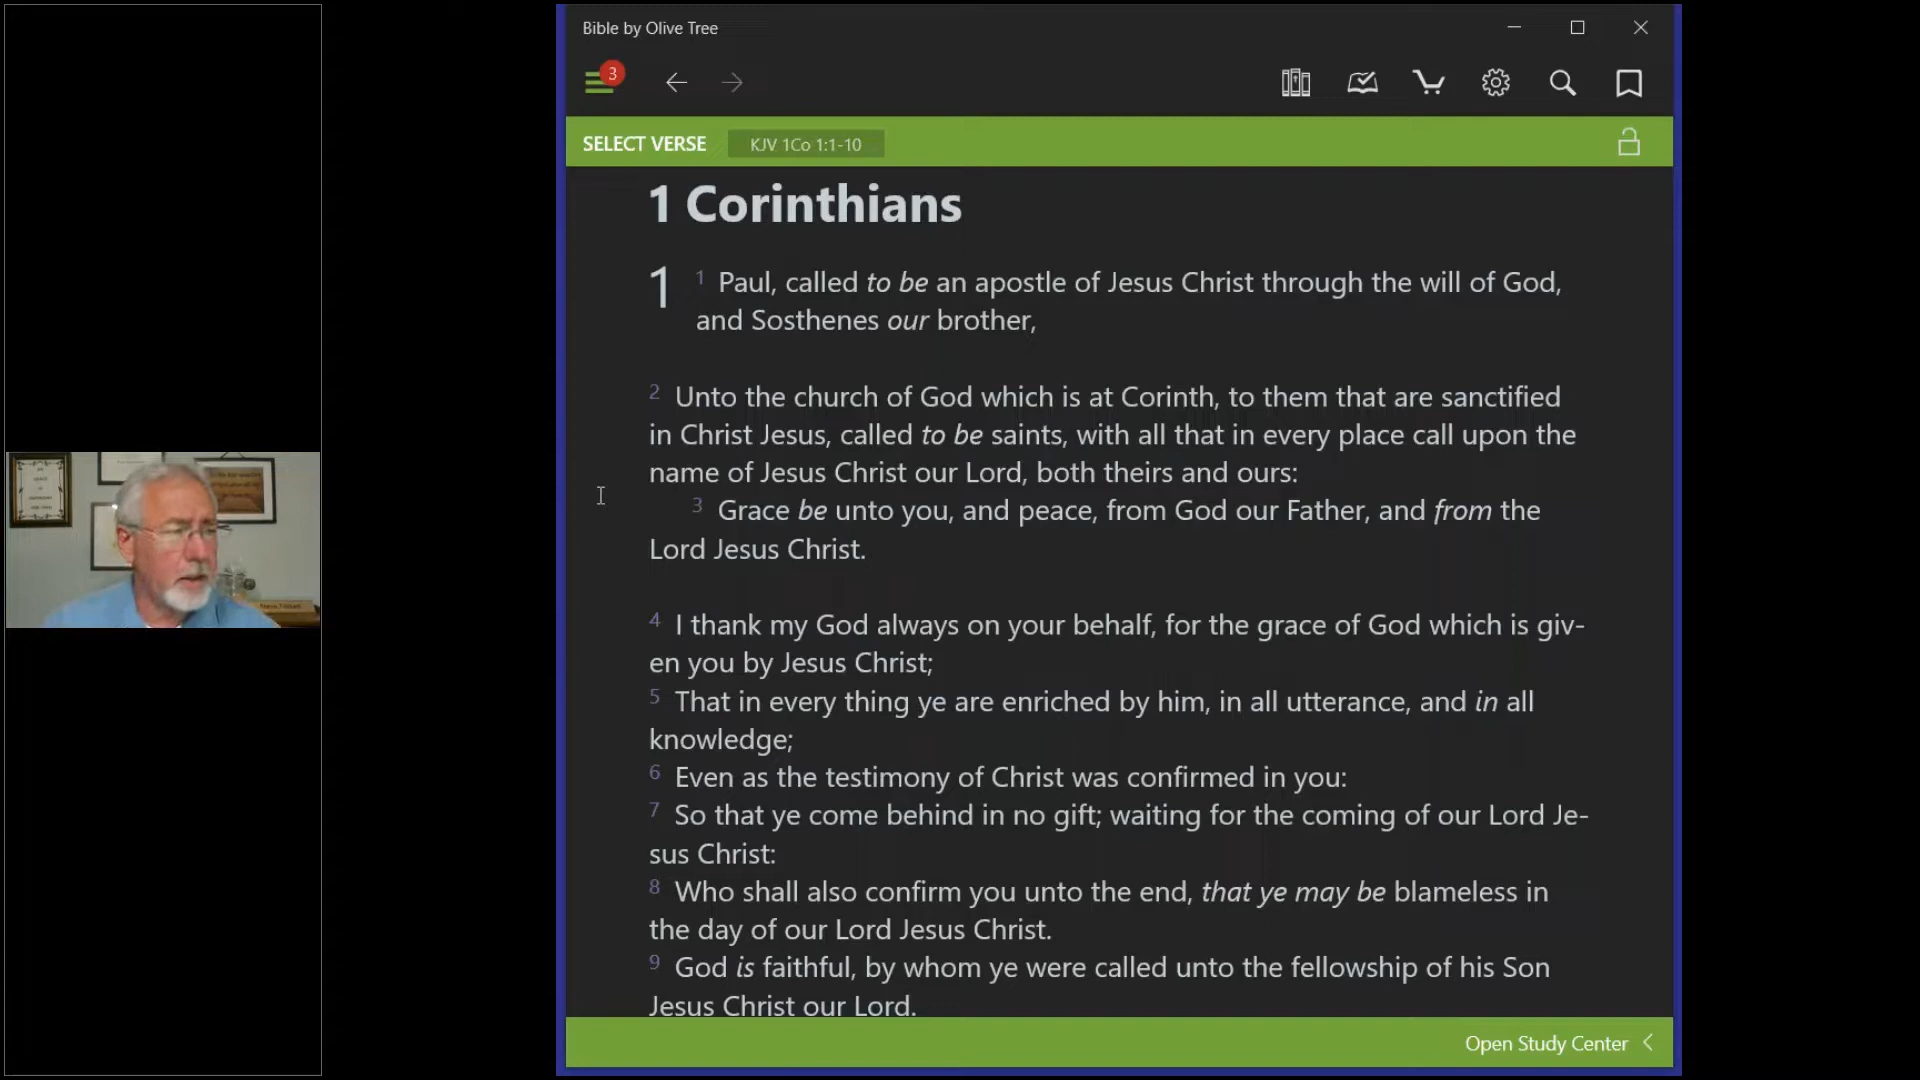 Bible by Olive Tree
3
SELECT VERSE KJV 1Co 1:1-10
1 Corinthians
1 1 Paul, called to be an apostle of Jesus Christ through the will of God,
and Sosthenes our brother,
2 Unto the church of God which is at Corinth, to them that are sanctified
in Christ Jesus, called to be saints, with all that in every place call upon the
name of Jesus Christ our Lord, both theirs and ours:
3 Grace be unto you, and peace, from God our Father, and from the
Lord Jesus Christ.
4 I thank my God always on your behalf, for the grace of God which is giv-
en you by Jesus Christ;
5 That in every thing ye are enriched by him, in all utterance, and in all
knowledge;
6 Even as the testimony of Christ was confirmed in you:
7 So that ye come behind in no gift; waiting for the coming of our Lord Je-
sus Christ:
8 Who shall also confirm you unto the end, that ye may be blameless in
the day of our Lord Jesus Christ.
9 God is faithful, by whom ye were called unto the fellowship of his Son
Jesus Christ our Lord.
Open Study Center